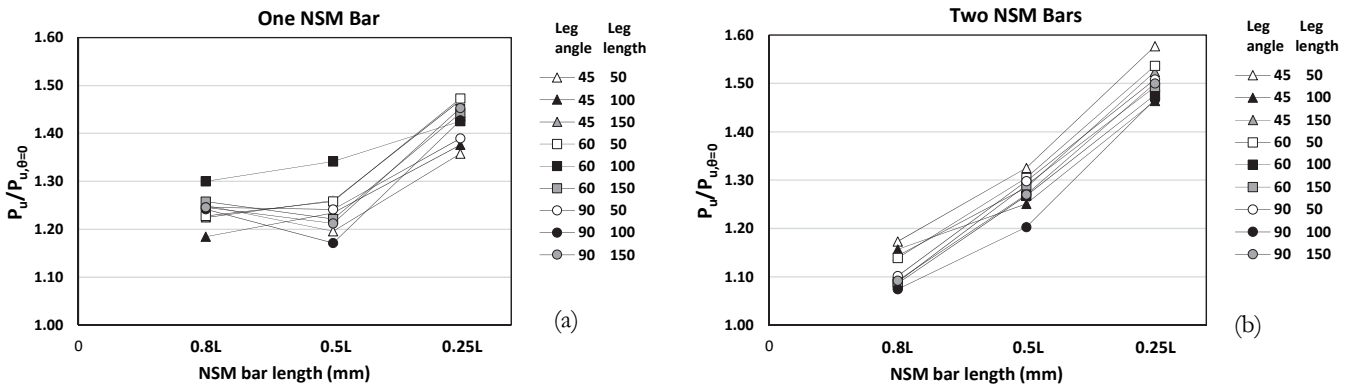 One NSM Bar
1.60
1.50
1.40
1.30
1.20
1.10
1.00
Pu/Pu,θ=0
0 0.8L 0.5L 0.25L
NSM bar length (mm)
Leg Leg
angle length
45 50
45 100
45 150
60 50
60 100
60 150
90 50
90 100
90 150
(a)
Two NSM Bars
1.60
1.50
1.40
1.30
1.20
1.10
1.00
Pu/Pu,θ=0
0 0.8L 0.5L 0.25L
NSM bar length (mm)
Leg Leg
angle length
45 50
45 100
45 150
60 50
60 100
60 150
90 50
90 100
90 150
(b)